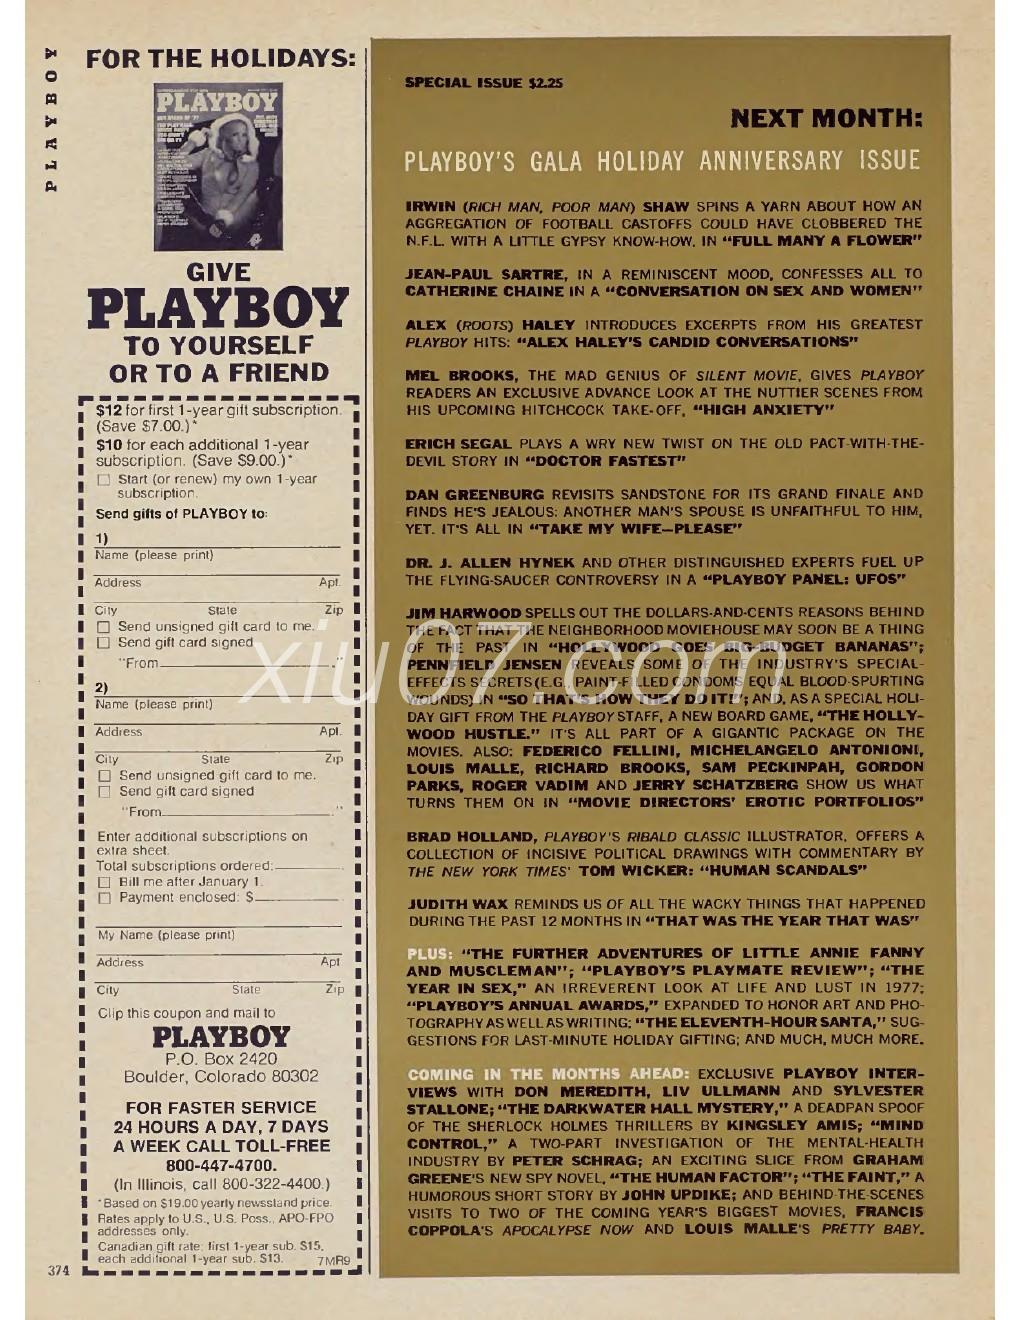 PLAYBOY
FOR THE HOLIDAYS:
PLAYBOY
GIVE
PLAYBOY
TO YOURSELF
OR TO A FRIEND
$12 for first 1-year gift subscription.
(Save $7.00.)*
$10 for each additional 1-year
subscription. (Save $9.00.)*
Start (or renew) my own 1-year
subscription.
Send gifts of PLAYBOY to:
1)
Name (please print)
Address Apt.
City State Zip
Send unsigned gift card to me.
Send gift card signed
"From ."
2)
Name (please print)
Address Apt.
City State Zip
Send unsigned gift card to me.
Send gift card signed
"From ."
Enter additional subscriptions on
extra sheet.
Total subscriptions ordered:
Bill me after January 1.
Payment enclosed: $
My Name (please print)
Address Apt
City State Zip
Clip this coupon and mail to
PLAYBOY
P.O. Box 2420
Boulder, Colorado 80302
FOR FASTER SERVICE
24 HOURS A DAY, 7 DAYS
A WEEK CALL TOLL-FREE
800-447-4700.
(In Illinois, call 800-322-4400.)
*Based on $19.00 yearly newsstand price.
Rates apply to U.S., U.S. Poss., APO-FPO
addresses only.
Canadian gift rate: first 1-year sub. $15,
each additional 1-year sub. $13. 7MR9
374
SPECIAL ISSUE $2.25
NEXT MONTH:
PLAYBOY'S GALA HOLIDAY ANNIVERSARY ISSUE
IRWIN (RICH MAN, POOR MAN) SHAW SPINS A YARN ABOUT HOW AN
AGGREGATION OF FOOTBALL CASTOFFS COULD HAVE CLOBBERED THE
N.F.L. WITH A LITTLE GYPSY KNOW-HOW, IN "FULL MANY A FLOWER"
JEAN-PAUL SARTRE, IN A REMINISCENT MOOD, CONFESSES ALL TO
CATHERINE CHAINE IN A "CONVERSATION ON SEX AND WOMEN"
ALEX (ROOTS) HALEY INTRODUCES EXCERPTS FROM HIS GREATEST
PLAYBOY HITS: "ALEX HALEY'S CANDID CONVERSATIONS"
MEL BROOKS, THE MAD GENIUS OF SILENT MOVIE, GIVES PLAYBOY
READERS AN EXCLUSIVE ADVANCE LOOK AT THE NUTTIER SCENES FROM
HIS UPCOMING HITCHCOCK TAKE-OFF, "HIGH ANXIETY"
ERICH SEGAL PLAYS A WRY NEW TWIST ON THE OLD PACT-WITH-THE-
DEVIL STORY IN "DOCTOR FASTEST"
DAN GREENBURG REVISITS SANDSTONE FOR ITS GRAND FINALE AND
FINDS HE'S JEALOUS: ANOTHER MAN'S SPOUSE IS UNFAITHFUL TO HIM,
YET. IT'S ALL IN "TAKE MY WIFE—PLEASE"
DR. J. ALLEN HYNEK AND OTHER DISTINGUISHED EXPERTS FUEL UP
THE FLYING-SAUCER CONTROVERSY IN A "PLAYBOY PANEL: UFOS"
JIM HARWOOD SPELLS OUT THE DOLLARS-AND-CENTS REASONS BEHIND
THE FACT THAT THE NEIGHBORHOOD MOVIEHOUSE MAY SOON BE A THING
OF THE PAST IN "HOLLYWOOD GOES BIG-BUDGET BANANAS";
PENNFIELD JENSEN REVEALS SOME OF THE INDUSTRY'S SPECIAL-
EFFECTS SECRETS (E.G., PAINT-FILLED CONDOMS EQUAL BLOOD-SPURTING
WOUNDS) IN "SO THAT'S HOW THEY DO IT!"; AND, AS A SPECIAL HOLI-
DAY GIFT FROM THE PLAYBOY STAFF, A NEW BOARD GAME, "THE HOLLY-
WOOD HUSTLE." IT'S ALL PART OF A GIGANTIC PACKAGE ON THE
MOVIES. ALSO: FEDERICO FELLINI, MICHELANGELO ANTONIONI,
LOUIS MALLE, RICHARD BROOKS, SAM PECKINPAH, GORDON
PARKS, ROGER VADIM AND JERRY SCHATZBERG SHOW US WHAT
TURNS THEM ON IN "MOVIE DIRECTORS' EROTIC PORTFOLIOS"
BRAD HOLLAND, PLAYBOY'S RIBALD CLASSIC ILLUSTRATOR, OFFERS A
COLLECTION OF INCISIVE POLITICAL DRAWINGS WITH COMMENTARY BY
THE NEW YORK TIMES' TOM WICKER: "HUMAN SCANDALS"
JUDITH WAX REMINDS US OF ALL THE WACKY THINGS THAT HAPPENED
DURING THE PAST 12 MONTHS IN "THAT WAS THE YEAR THAT WAS"
PLUS: "THE FURTHER ADVENTURES OF LITTLE ANNIE FANNY
AND MUSCLEMAN"; "PLAYBOY'S PLAYMATE REVIEW"; "THE
YEAR IN SEX," AN IRREVERENT LOOK AT LIFE AND LUST IN 1977;
"PLAYBOY'S ANNUAL AWARDS," EXPANDED TO HONOR ART AND PHO-
TOGRAPHY AS WELL AS WRITING; "THE ELEVENTH-HOUR SANTA," SUG-
GESTIONS FOR LAST-MINUTE HOLIDAY GIFTING; AND MUCH, MUCH MORE.
COMING IN THE MONTHS AHEAD: EXCLUSIVE PLAYBOY INTER-
VIEWS WITH DON MEREDITH, LIV ULLMANN AND SYLVESTER
STALLONE; "THE DARKWATER HALL MYSTERY," A DEADPAN SPOOF
OF THE SHERLOCK HOLMES THRILLERS BY KINGSLEY AMIS; "MIND
CONTROL," A TWO-PART INVESTIGATION OF THE MENTAL-HEALTH
INDUSTRY BY PETER SCHRAG; AN EXCITING SLICE FROM GRAHAM
GREENE'S NEW SPY NOVEL, "THE HUMAN FACTOR"; "THE FAINT," A
HUMOROUS SHORT STORY BY JOHN UPDIKE; AND BEHIND-THE-SCENES
VISITS TO TWO OF THE COMING YEAR'S BIGGEST MOVIES, FRANCIS
COPPOLA'S APOCALYPSE NOW AND LOUIS MALLE'S PRETTY BABY.
xiu07.com